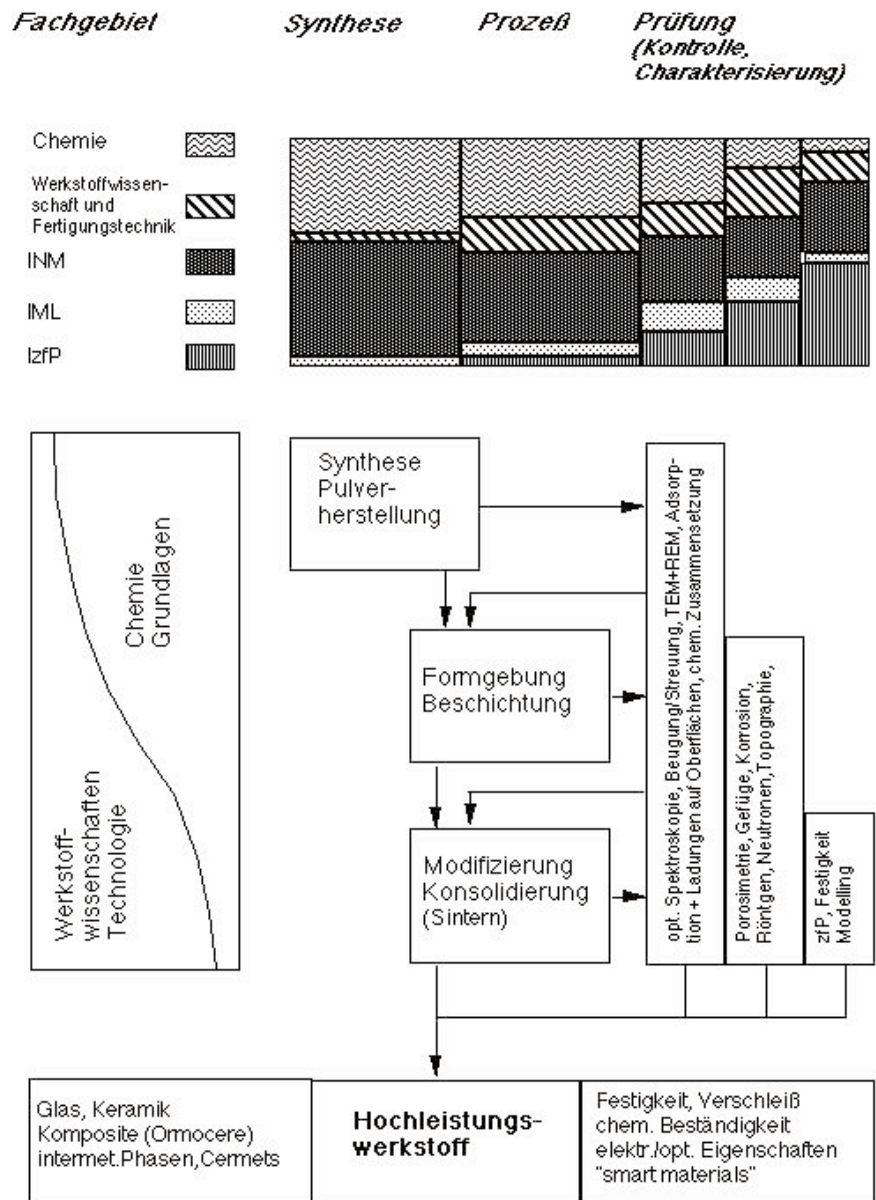 Fachgebiet
Synthese
Prozeß
Prüfung
(Kontrolle,
Charakterisierung)
Chemie
Werkstoffwissen-
schaft und
Fertigungstechnik
INM
IML
IzfP
Chemie
Grundlagen
Werkstoff-
wissenschaften
Technologie
Synthese
Pulver-
herstellung
Formgebung
Beschichtung
Modifizierung
Konsolidierung
(Sintern)
opt. Spektroskopie, Beugung/Streuung, TEM+REM, Adsorp-
tion + Ladungen auf Oberflächen, chem. Zusammensetzung
Porosimetrie, Gefüge, Korrosion,
Röntgen, Neutronen,Topographie,
zfP, Festigkeit
Modelling
Glas, Keramik
Komposite (Ormocere)
intermet.Phasen,Cermets
Hochleistungs-
werkstoff
Festigkeit, Verschleiß
chem. Beständigkeit
elektr./opt. Eigenschaften
"smart materials"